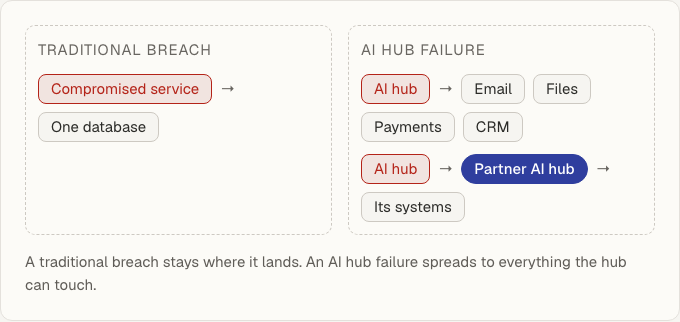 TRADITIONAL BREACH
Compromised service →
One database
AI HUB FAILURE
AI hub → Email Files
Payments CRM
AI hub → Partner AI hub →
Its systems
A traditional breach stays where it lands. An AI hub failure spreads to everything the hub
can touch.